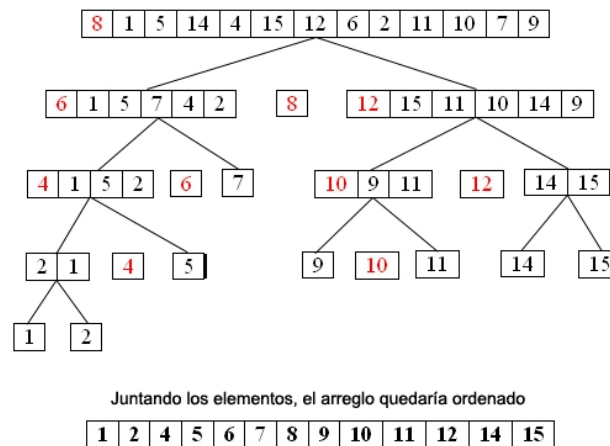 8 1 5 14 4 15 12 6 2 11 10 7 9
6 1 5 7 4 2 8 12 15 11 10 14 9
4 1 5 2 6 7 10 9 11 12 14 15
2 1 4 5 9 10 11 14 15
1 2
Juntando los elementos, el arreglo quedaría ordenado
1 2 4 5 6 7 8 9 10 11 12 14 15